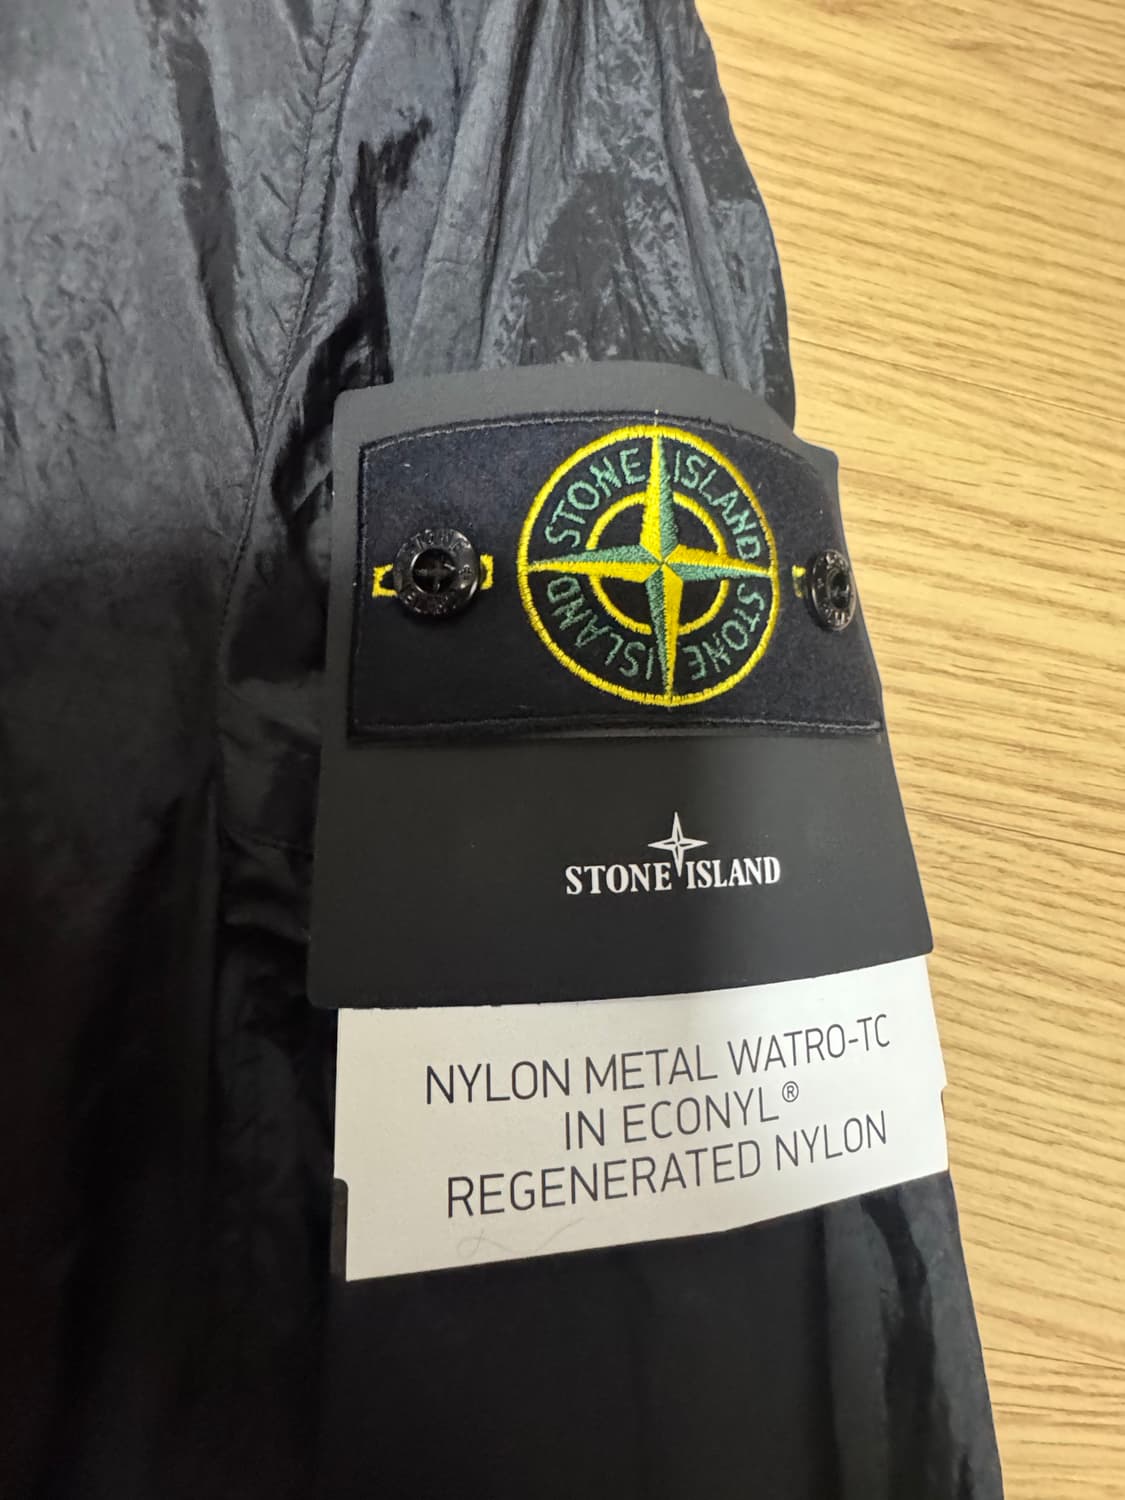 STONE ISLAND
STONE ISLAND
STONE ISLAND
NYLON METAL WATRO-TC
IN ECONYL®
REGENERATED NYLON